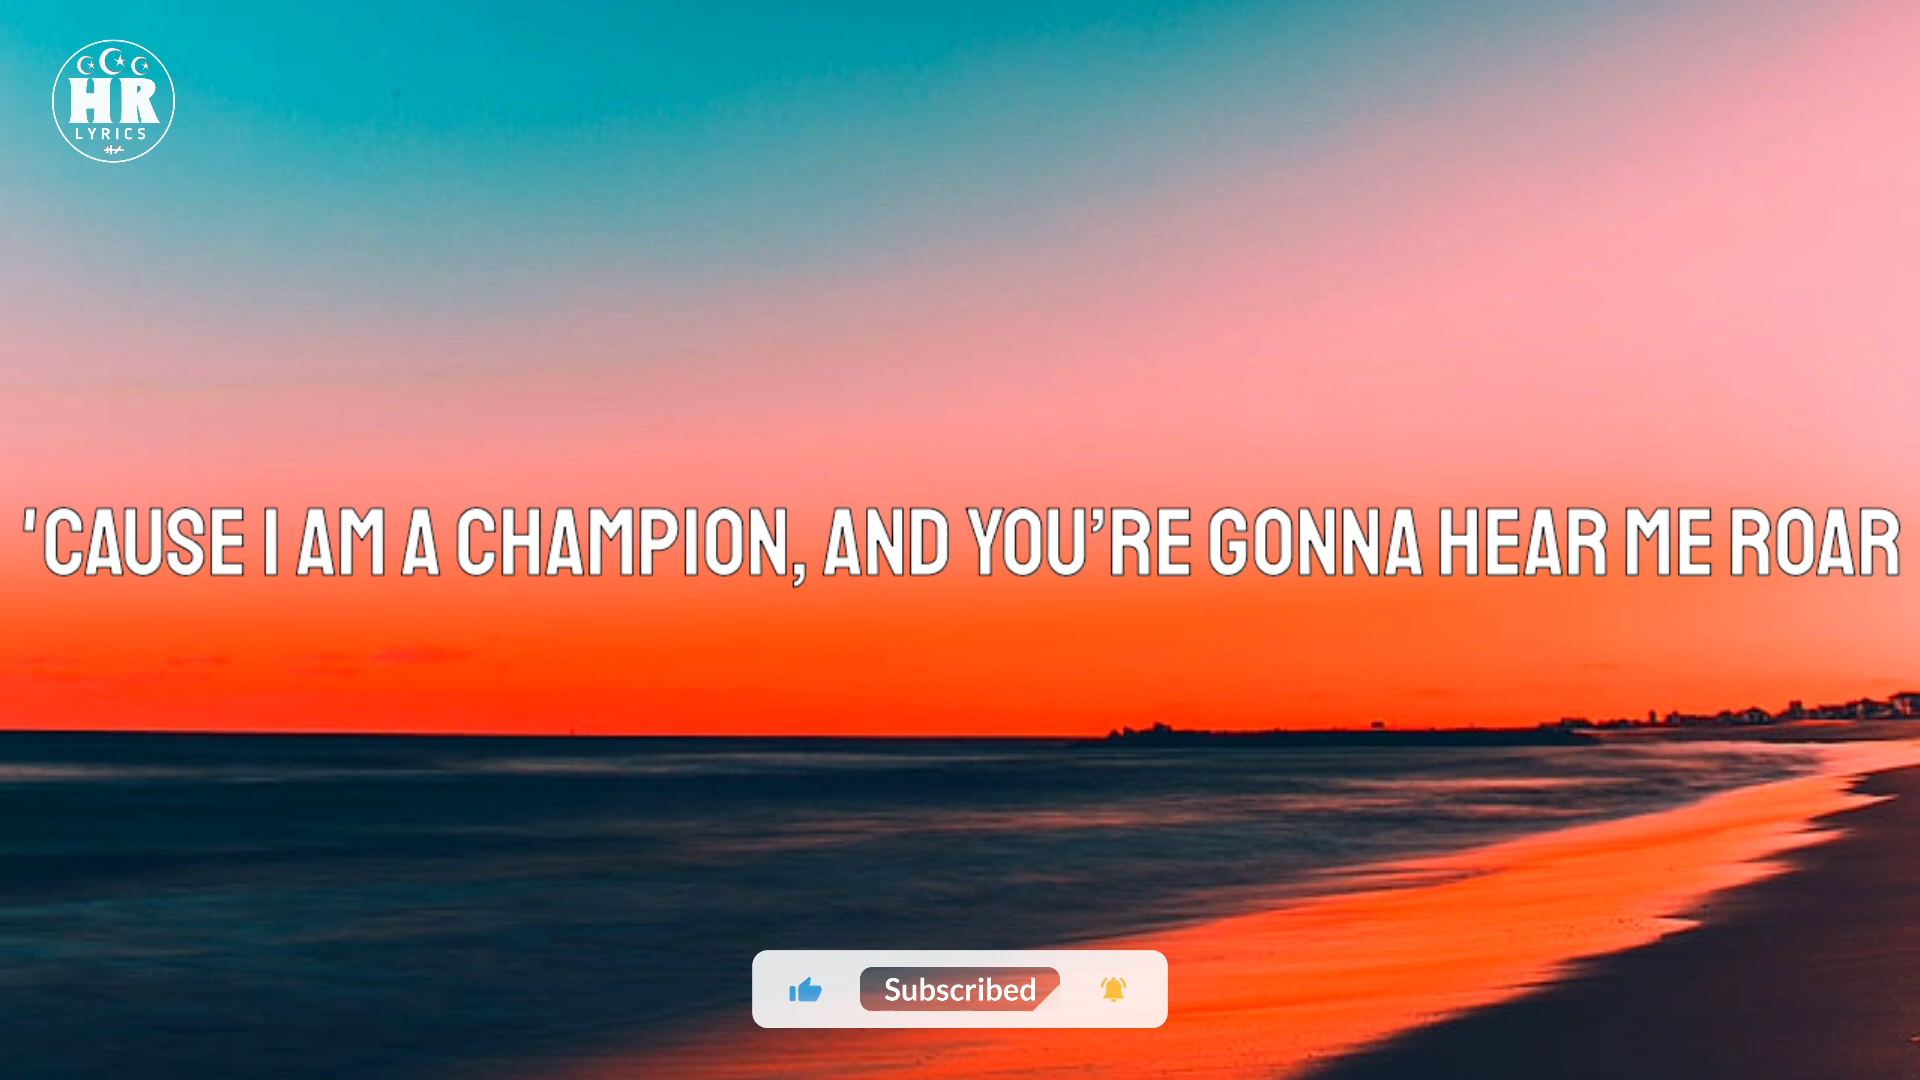 HR
LYRICS
'CAUSE I AM A CHAMPION, AND YOU’RE GONNA HEAR ME ROAR
Subscribed